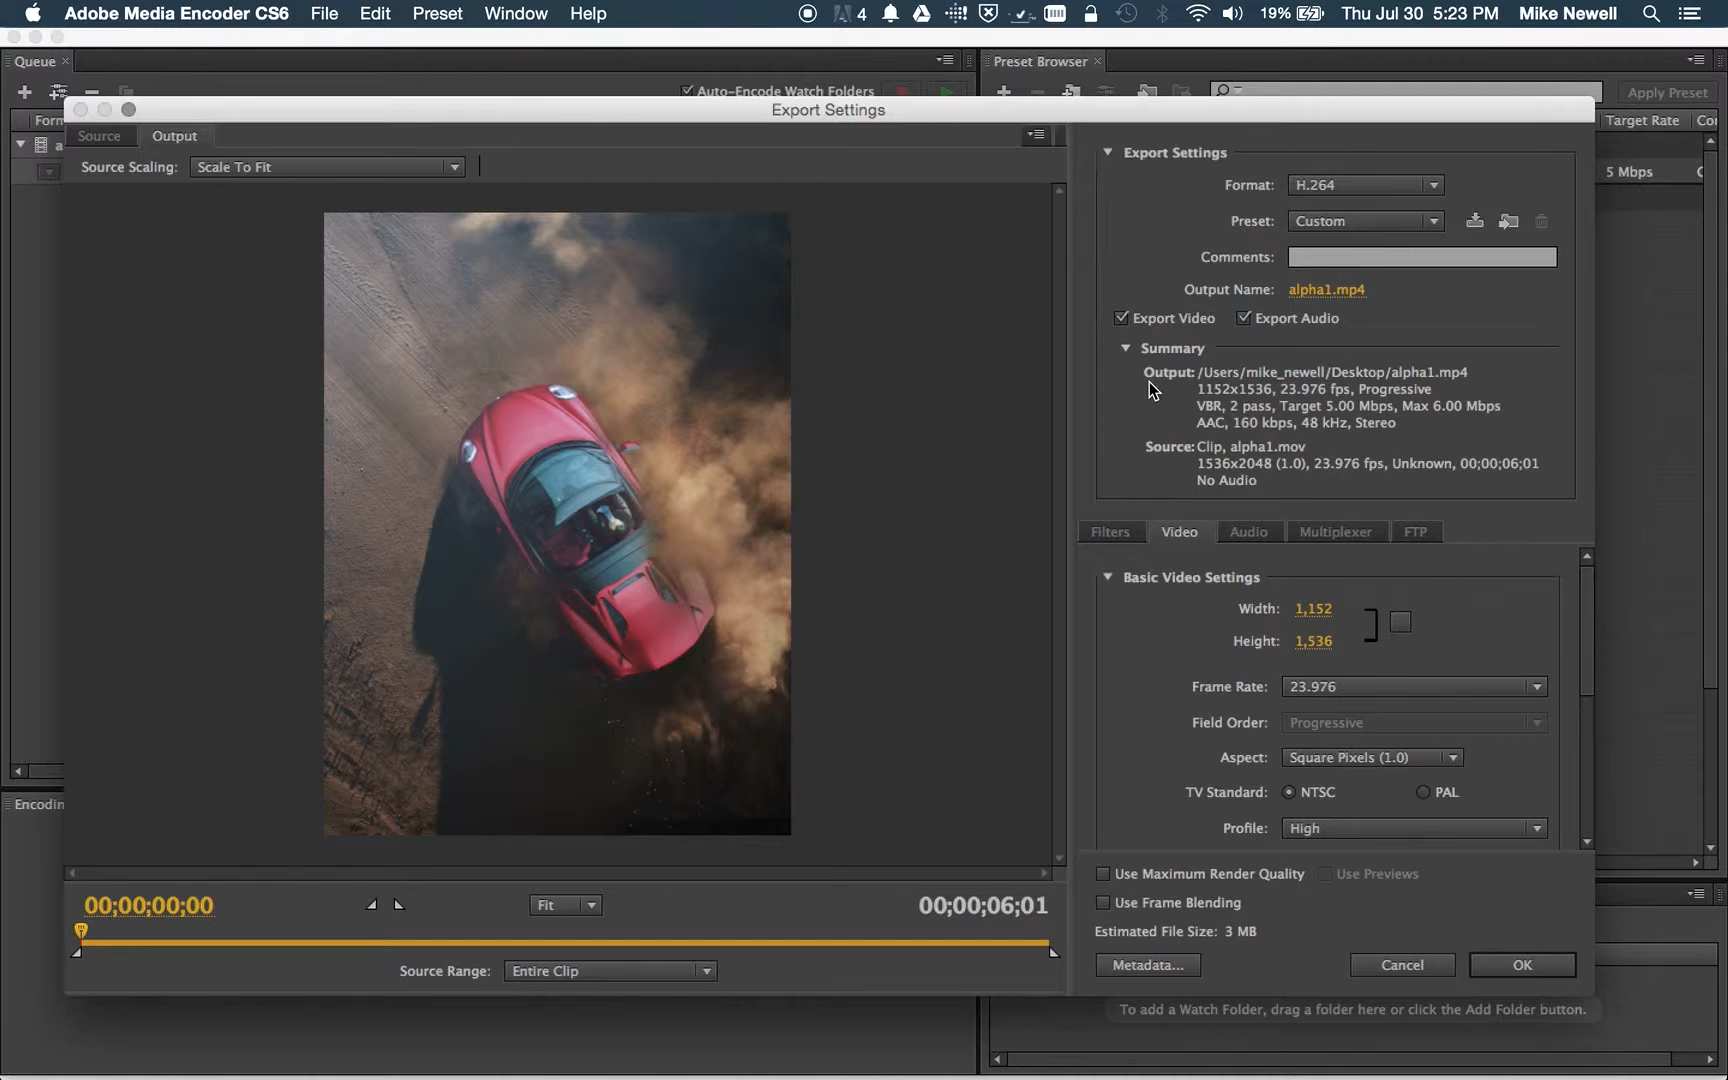 Adobe Media Encoder CS6 File Edit Preset Window Help 4 19% Thu Jul 30 5:23 PM Mike Newell
Queue
Preset Browser
Auto-Encode Watch Folders
Apply Preset
Export Settings
Target Rate
5 Mbps
Source Output
Source Scaling: Scale To Fit
Export Settings
Format: H.264
Preset: Custom
Comments:
Output Name: alpha1.mp4
Export Video Export Audio
Summary
Output: /Users/mike_newell/Desktop/alpha1.mp4
1152x1536, 23.976 fps, Progressive
VBR, 2 pass, Target 5.00 Mbps, Max 6.00 Mbps
AAC, 160 kbps, 48 kHz, Stereo
Source: Clip, alpha1.mov
1536x2048 (1.0), 23.976 fps, Unknown, 00;00;06;01
No Audio
Filters Video Audio Multiplexer FTP
Basic Video Settings
Width: 1,152
Height: 1,536
Frame Rate: 23.976
Field Order: Progressive
Aspect: Square Pixels (1.0)
TV Standard: NTSC PAL
Profile: High
Encoding
Use Maximum Render Quality Use Previews
Use Frame Blending
Estimated File Size: 3 MB
Metadata... Cancel OK
00;00;00;00 Fit 00;00;06;01
Source Range: Entire Clip
To add a Watch Folder, drag a folder here or click the Add Folder button.